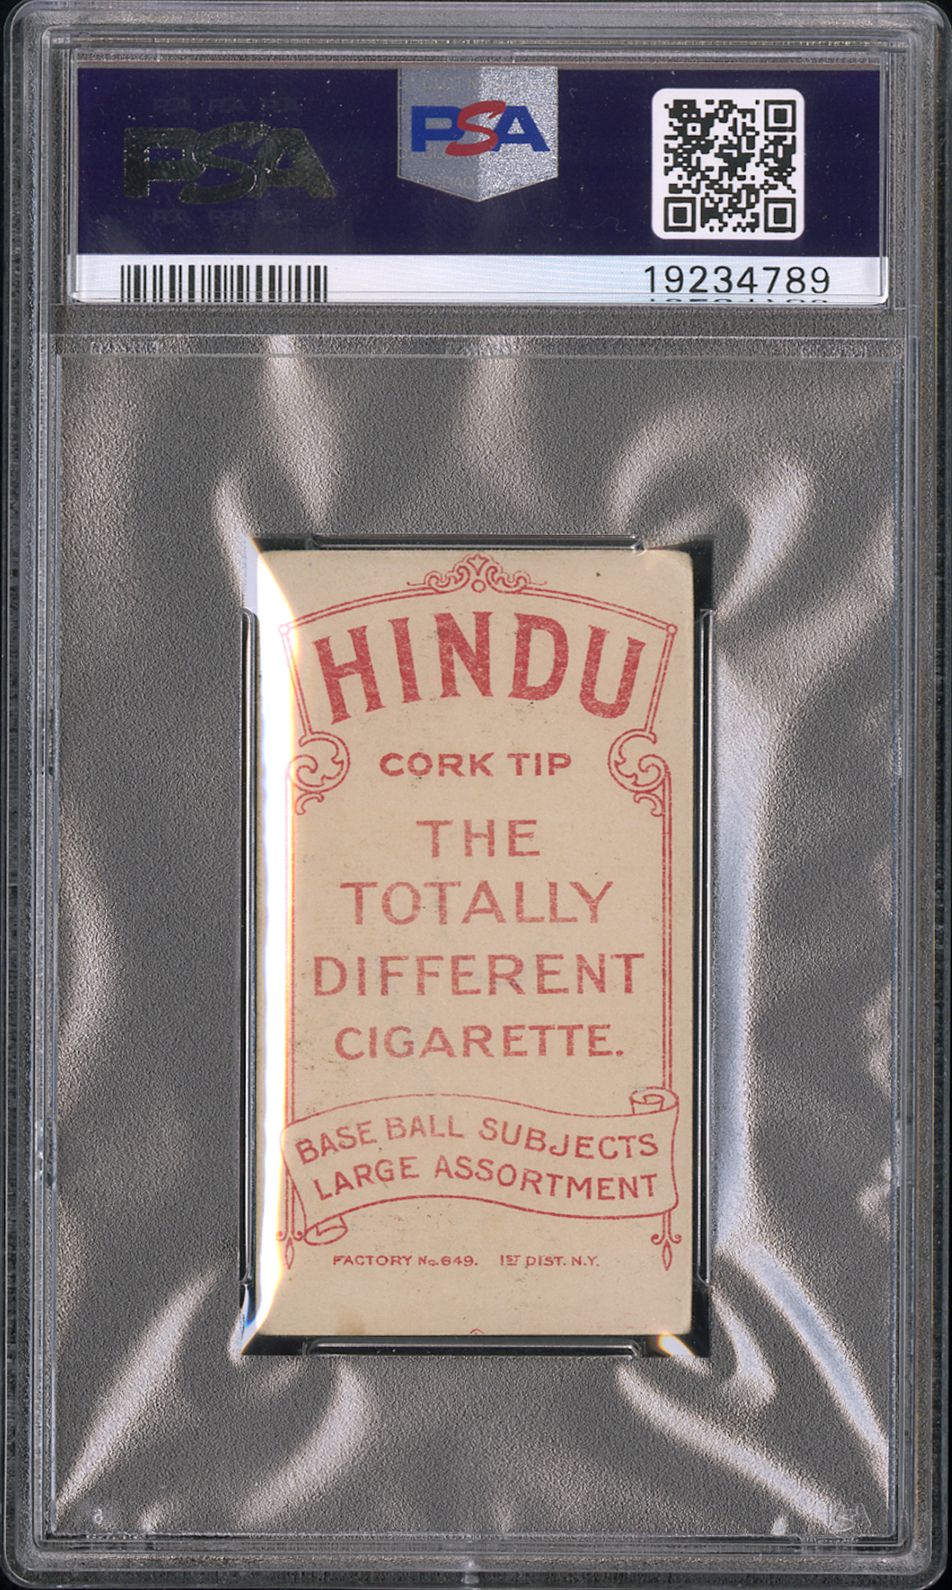 PSA
PSA
19234789
HINDU
CORK TIP
THE
TOTALLY
DIFFERENT
CIGARETTE.
BASE BALL SUBJECTS
LARGE ASSORTMENT
FACTORY No. 649. 1ST DIST. N.Y.